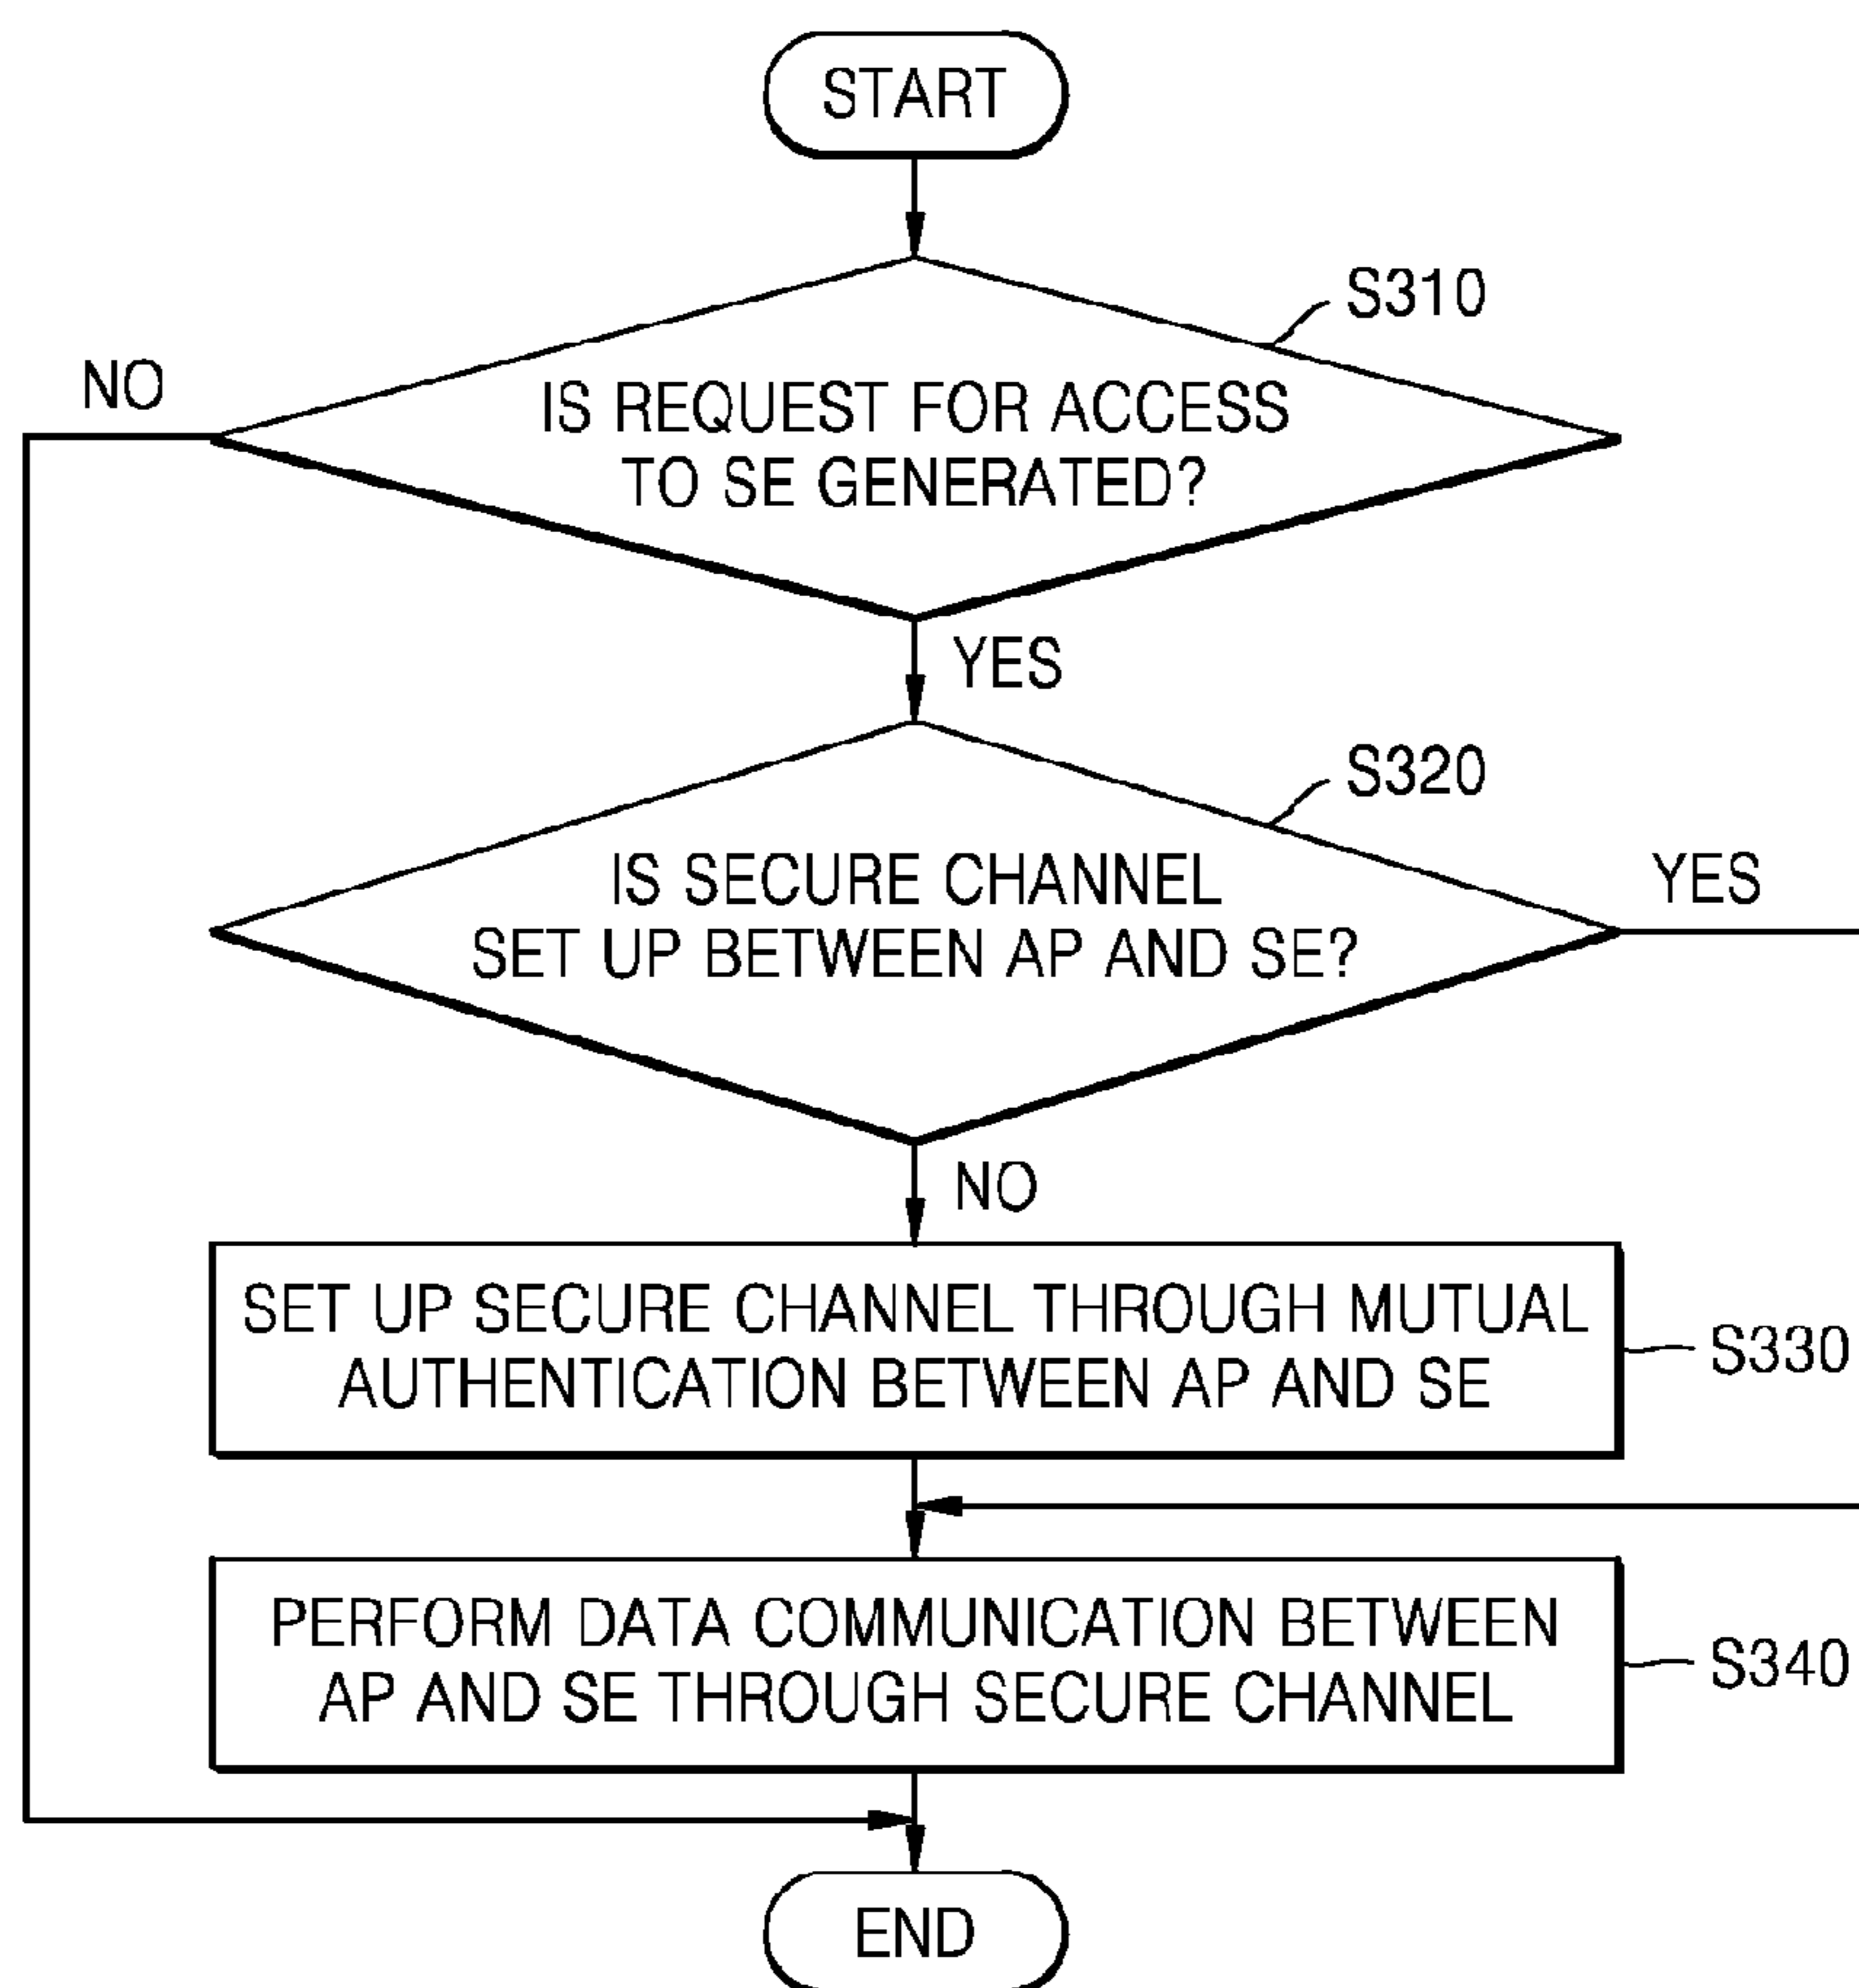 START
S310
NO
IS REQUEST FOR ACCESS
TO SE GENERATED?
YES
S320
IS SECURE CHANNEL
SET UP BETWEEN AP AND SE?
YES
NO
SET UP SECURE CHANNEL THROUGH MUTUAL
AUTHENTICATION BETWEEN AP AND SE
S330
PERFORM DATA COMMUNICATION BETWEEN
AP AND SE THROUGH SECURE CHANNEL
S340
END